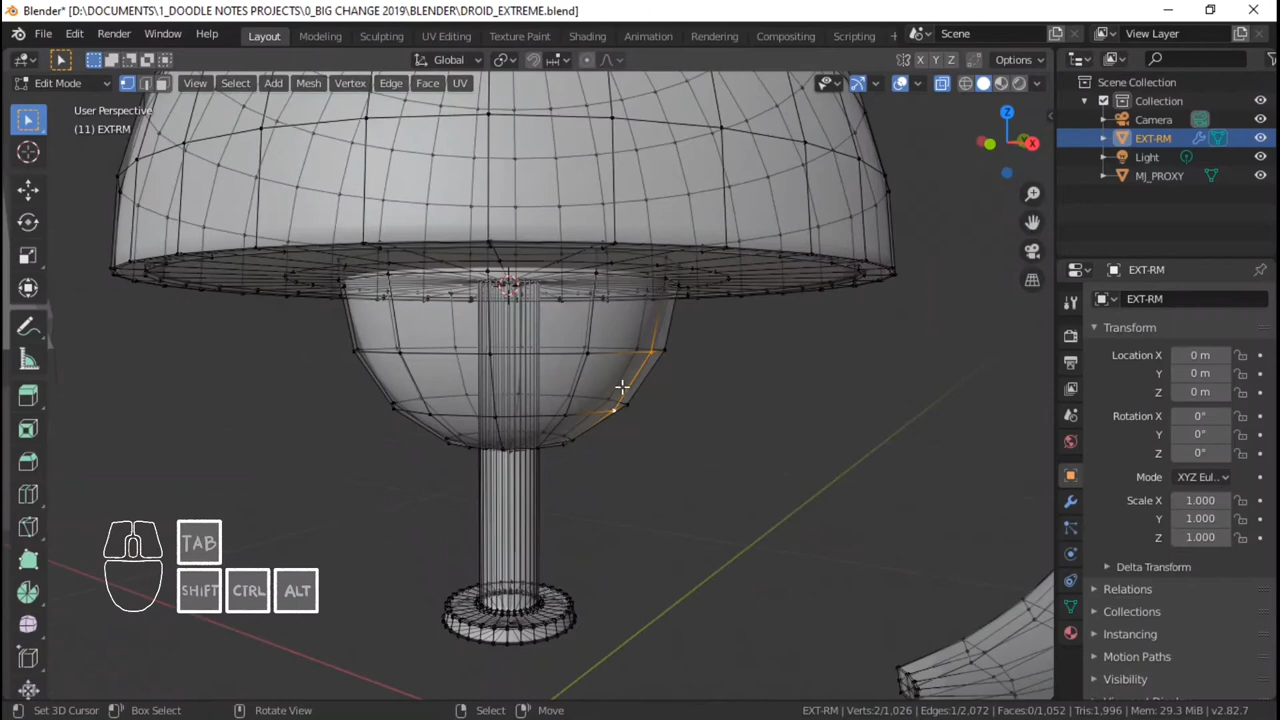 Blender* [D:\DOCUMENTS\1_DOODLE NOTES PROJECTS\0_BIG CHANGE 2019\BLENDER\DROID_EXTREME.blend]
File Edit Render Window Help Layout Modeling Sculpting UV Editing Texture Paint Shading Animation Rendering Compositing Scripting + Scene View Layer
Global X Y Z Options
Edit Mode View Select Add Mesh Vertex Edge Face UV
User Perspective
(11) EXT-RM
Z
X
Scene Collection
Collection
Camera
EXT-RM
Light
MJ_PROXY
EXT-RM
EXT-RM
Transform
Location X 0 m
Y 0 m
Z 0 m
Rotation X 0°
Y 0°
Z 0°
Mode XYZ Eul..
Scale X 1.000
Y 1.000
Z 1.000
Delta Transform
Relations
Collections
Instancing
Motion Paths
Visibility
TAB
SHIFT CTRL ALT
Set 3D Cursor Box Select Rotate View Select Move EXT-RM | Verts:2/1,026 | Edges:1/2,072 | Faces:0/1,052 | Tris:1,996 | Mem: 29.3 MiB | v2.82.7